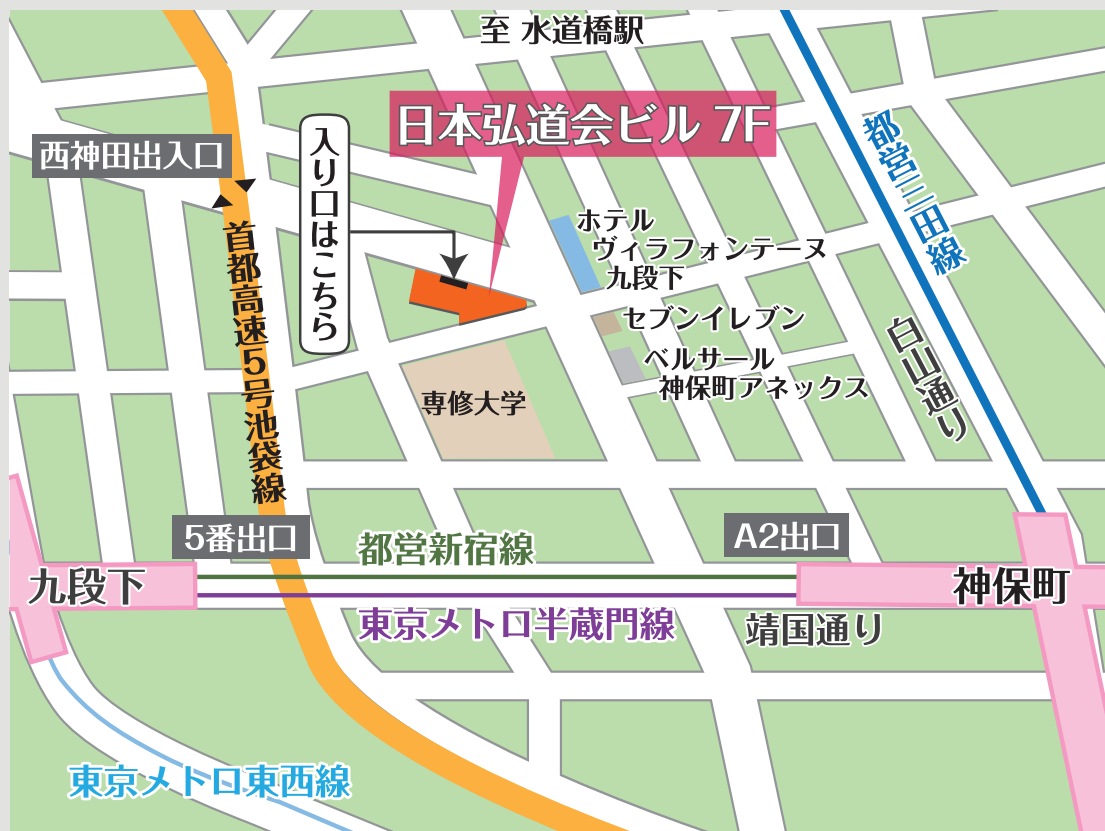 至 水道橋駅
日本弘道会ビル 7F
西神田出入口
入り口はこちら
都営三田線
ホテル
ヴィラフォンテーヌ
九段下
首都高速5号池袋線
セブンイレブン
ベルサール
神保町アネックス
白山通り
専修大学
5番出口
A2出口
都営新宿線
九段下
神保町
東京メトロ半蔵門線
靖国通り
東京メトロ東西線